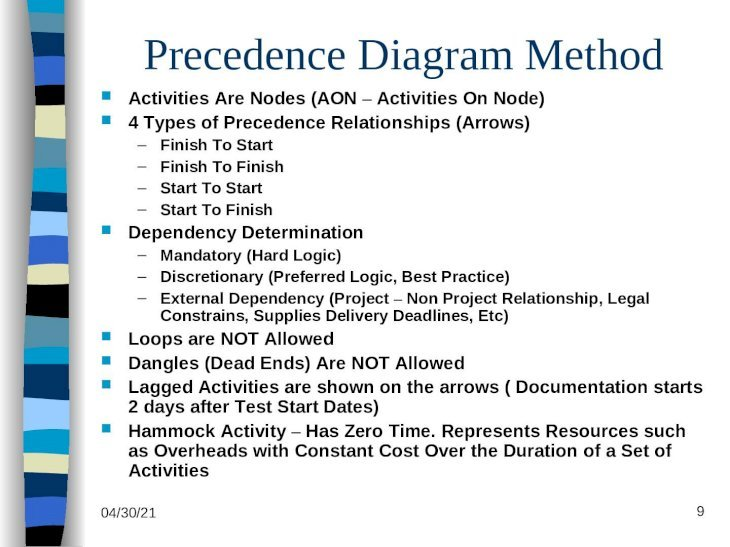 Precedence Diagram Method
Activities Are Nodes (AON – Activities On Node)
4 Types of Precedence Relationships (Arrows)
– Finish To Start
– Finish To Finish
– Start To Start
– Start To Finish
Dependency Determination
– Mandatory (Hard Logic)
– Discretionary (Preferred Logic, Best Practice)
– External Dependency (Project – Non Project Relationship, Legal
Constrains, Supplies Delivery Deadlines, Etc)
Loops are NOT Allowed
Dangles (Dead Ends) Are NOT Allowed
Lagged Activities are shown on the arrows ( Documentation starts
2 days after Test Start Dates)
Hammock Activity – Has Zero Time. Represents Resources such
as Overheads with Constant Cost Over the Duration of a Set of
Activities
04/30/21
9